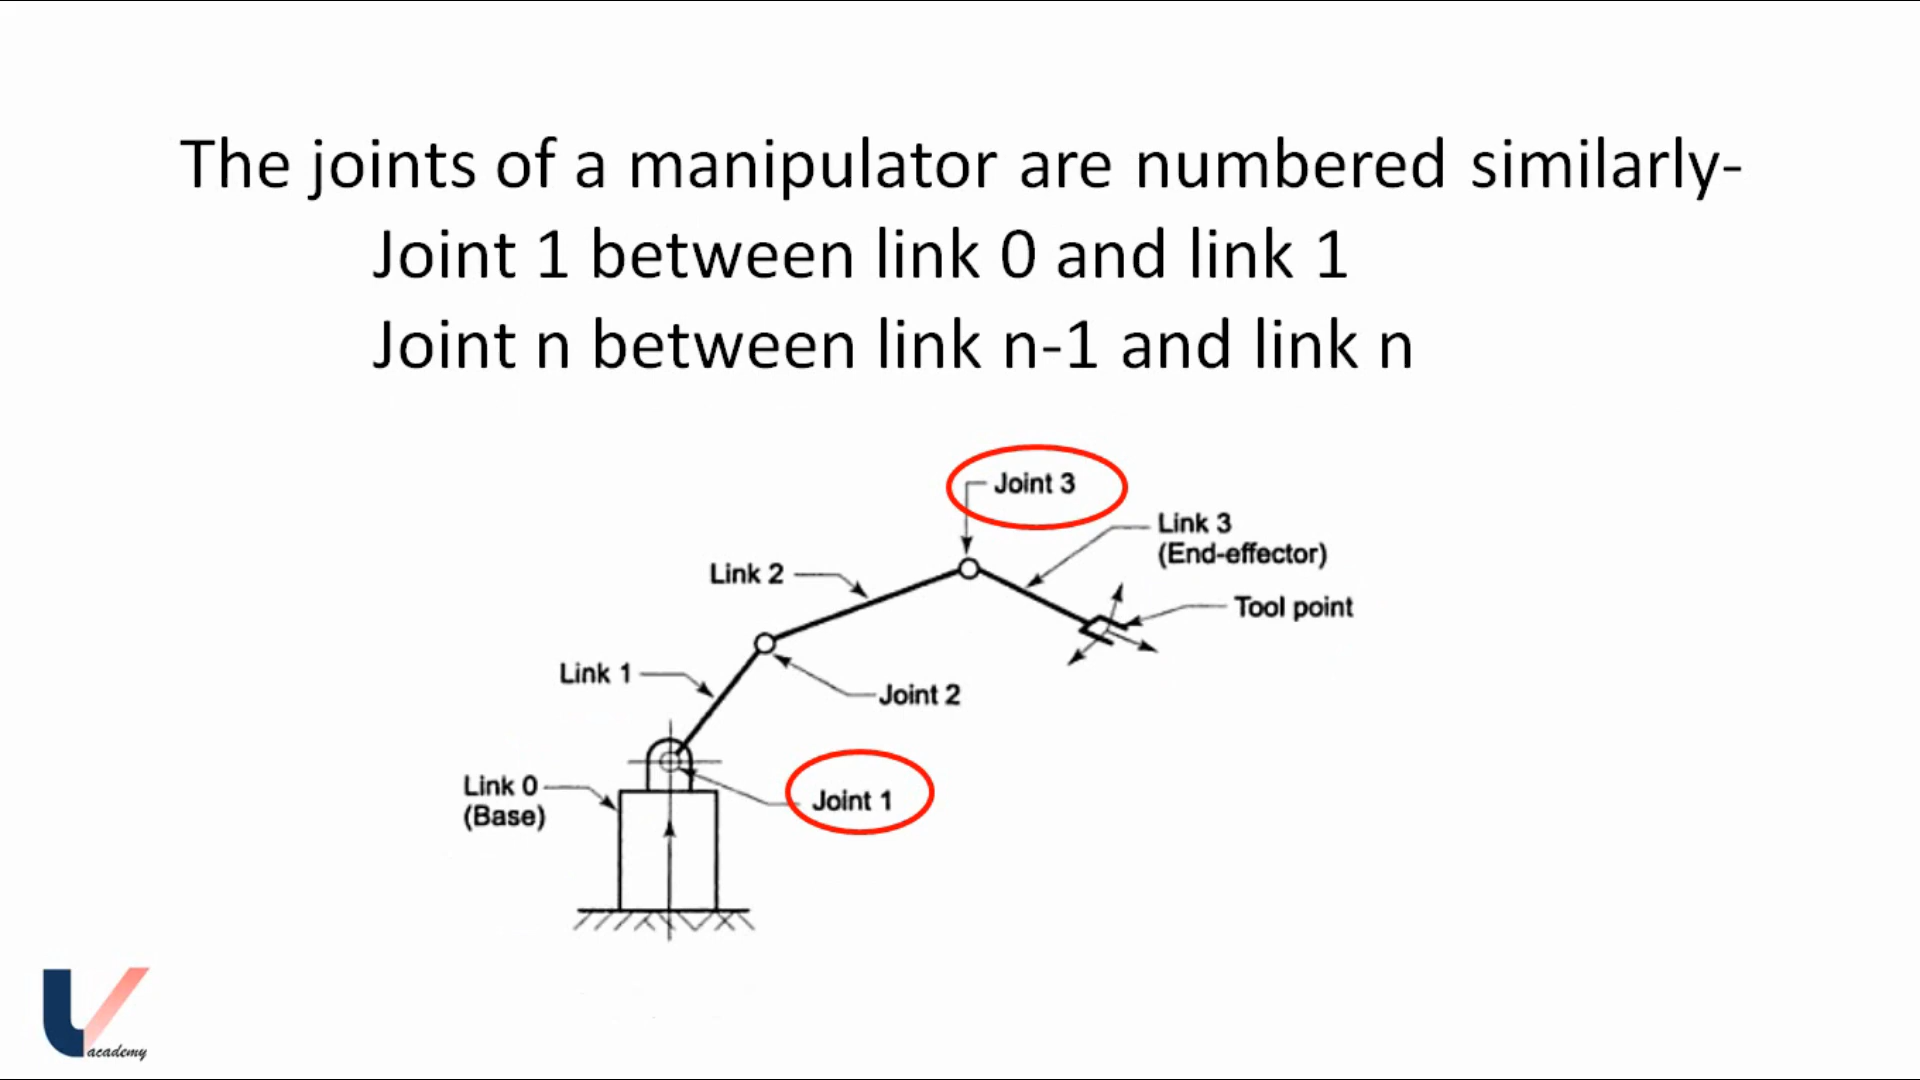 The joints of a manipulator are numbered similarly-
Joint 1 between link 0 and link 1
Joint n between link n-1 and link n
Joint 3
Link 3
(End-effector)
Link 2
Tool point
Link 1
Joint 2
Link 0
(Base)
Joint 1
academy